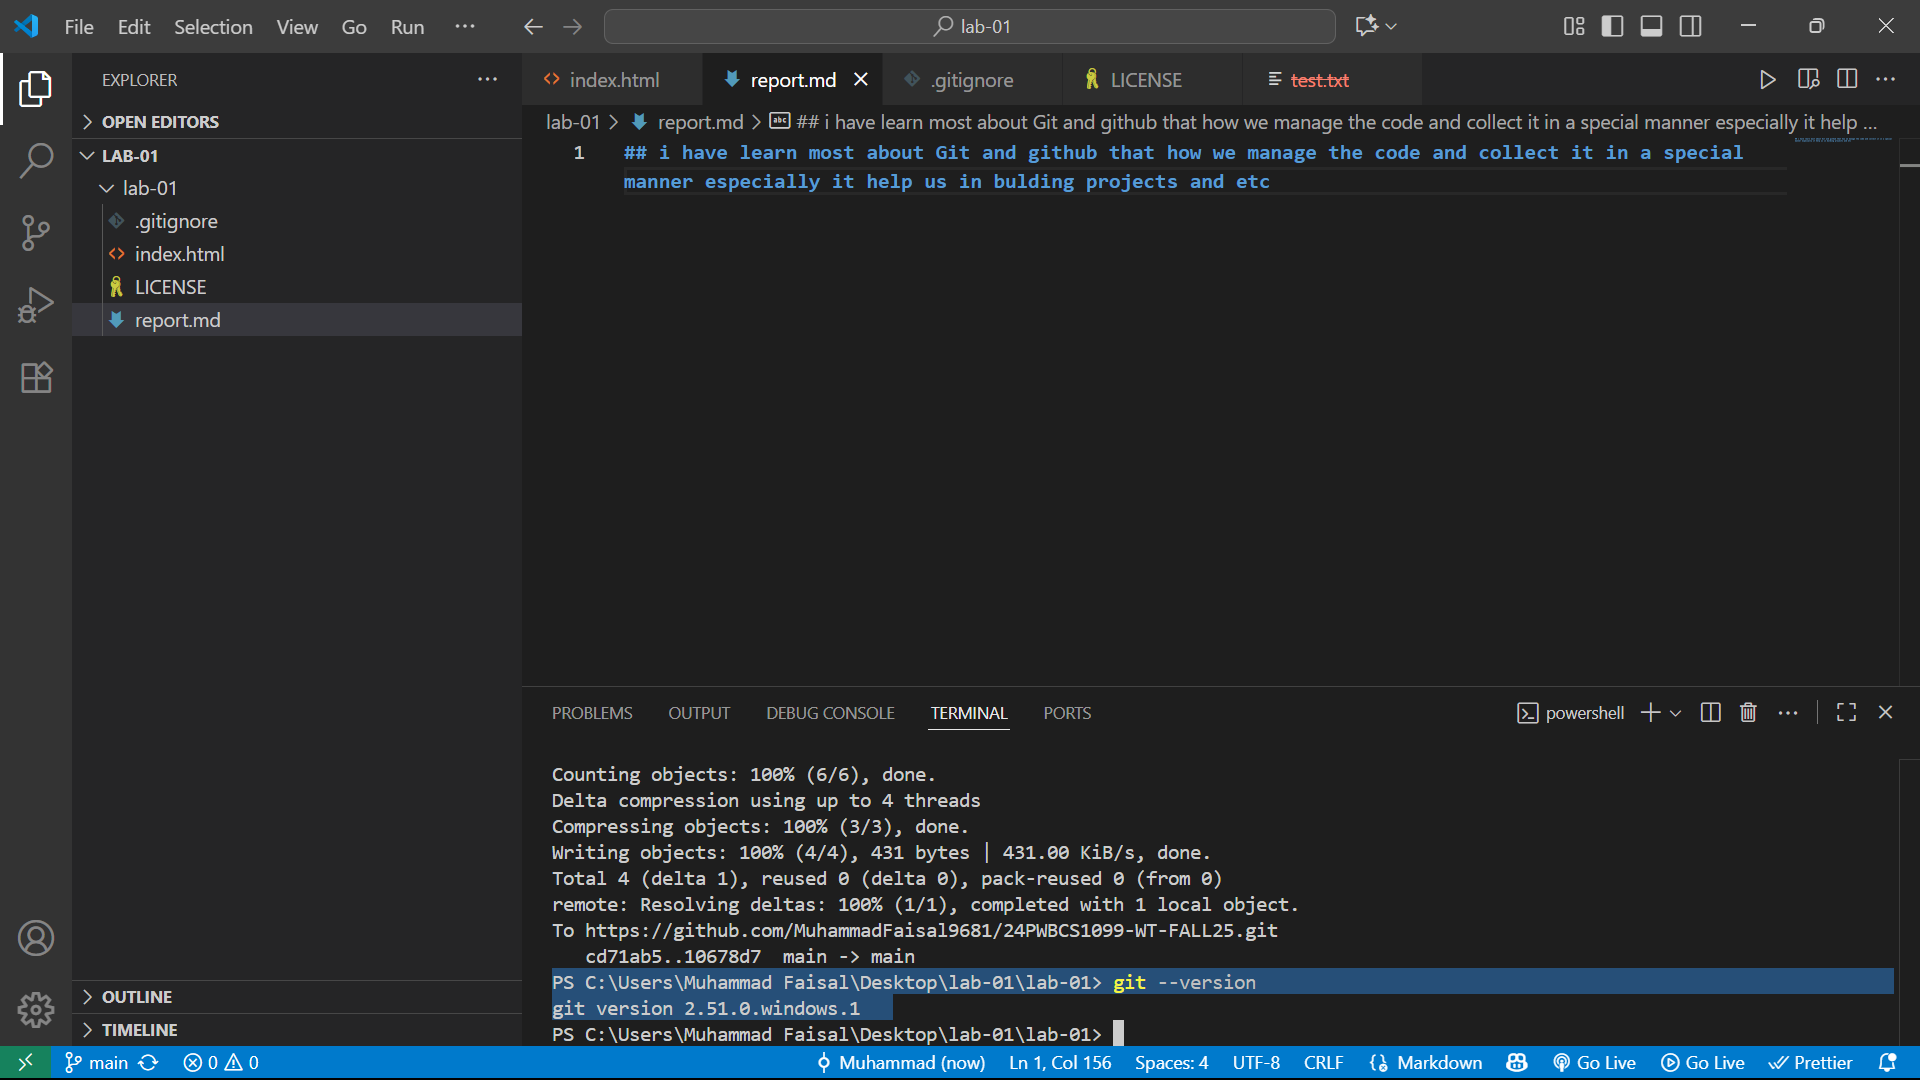 File Edit Selection View Go Run ··· lab-01
EXPLORER ···
OPEN EDITORS
LAB-01
lab-01
.gitignore
index.html
LICENSE
report.md
OUTLINE
TIMELINE
index.html report.md .gitignore LICENSE test.txt
lab-01 > report.md > ## i have learn most about Git and github that how we manage the code and collect it in a special manner especially it help ...
1 ## i have learn most about Git and github that how we manage the code and collect it in a special
manner especially it help us in bulding projects and etc
PROBLEMS OUTPUT DEBUG CONSOLE TERMINAL PORTS powershell
Counting objects: 100% (6/6), done.
Delta compression using up to 4 threads
Compressing objects: 100% (3/3), done.
Writing objects: 100% (4/4), 431 bytes | 431.00 KiB/s, done.
Total 4 (delta 1), reused 0 (delta 0), pack-reused 0 (from 0)
remote: Resolving deltas: 100% (1/1), completed with 1 local object.
To https://github.com/MuhammadFaisal9681/24PWBCS1099-WT-FALL25.git
cd71ab5..10678d7 main -> main
PS C:\Users\Muhammad Faisal\Desktop\lab-01\lab-01> git --version
git version 2.51.0.windows.1
PS C:\Users\Muhammad Faisal\Desktop\lab-01\lab-01>
main 0 0 Muhammad (now) Ln 1, Col 156 Spaces: 4 UTF-8 CRLF Markdown Go Live Go Live Prettier